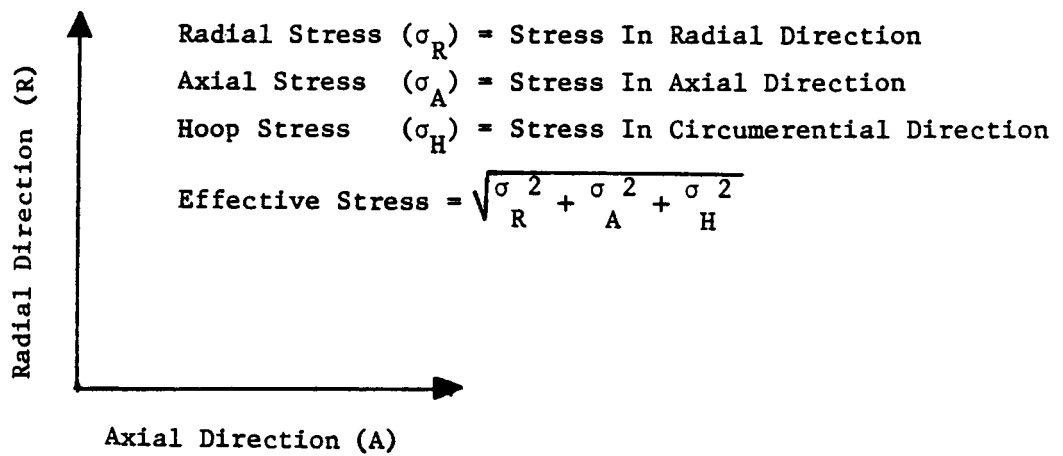 Radial Stress (σR) = Stress In Radial Direction
Axial Stress (σA) = Stress In Axial Direction
Hoop Stress (σH) = Stress In Circumerential Direction
Effective Stress = √σR² + σA² + σH²
Radial Direction (R)
Axial Direction (A)